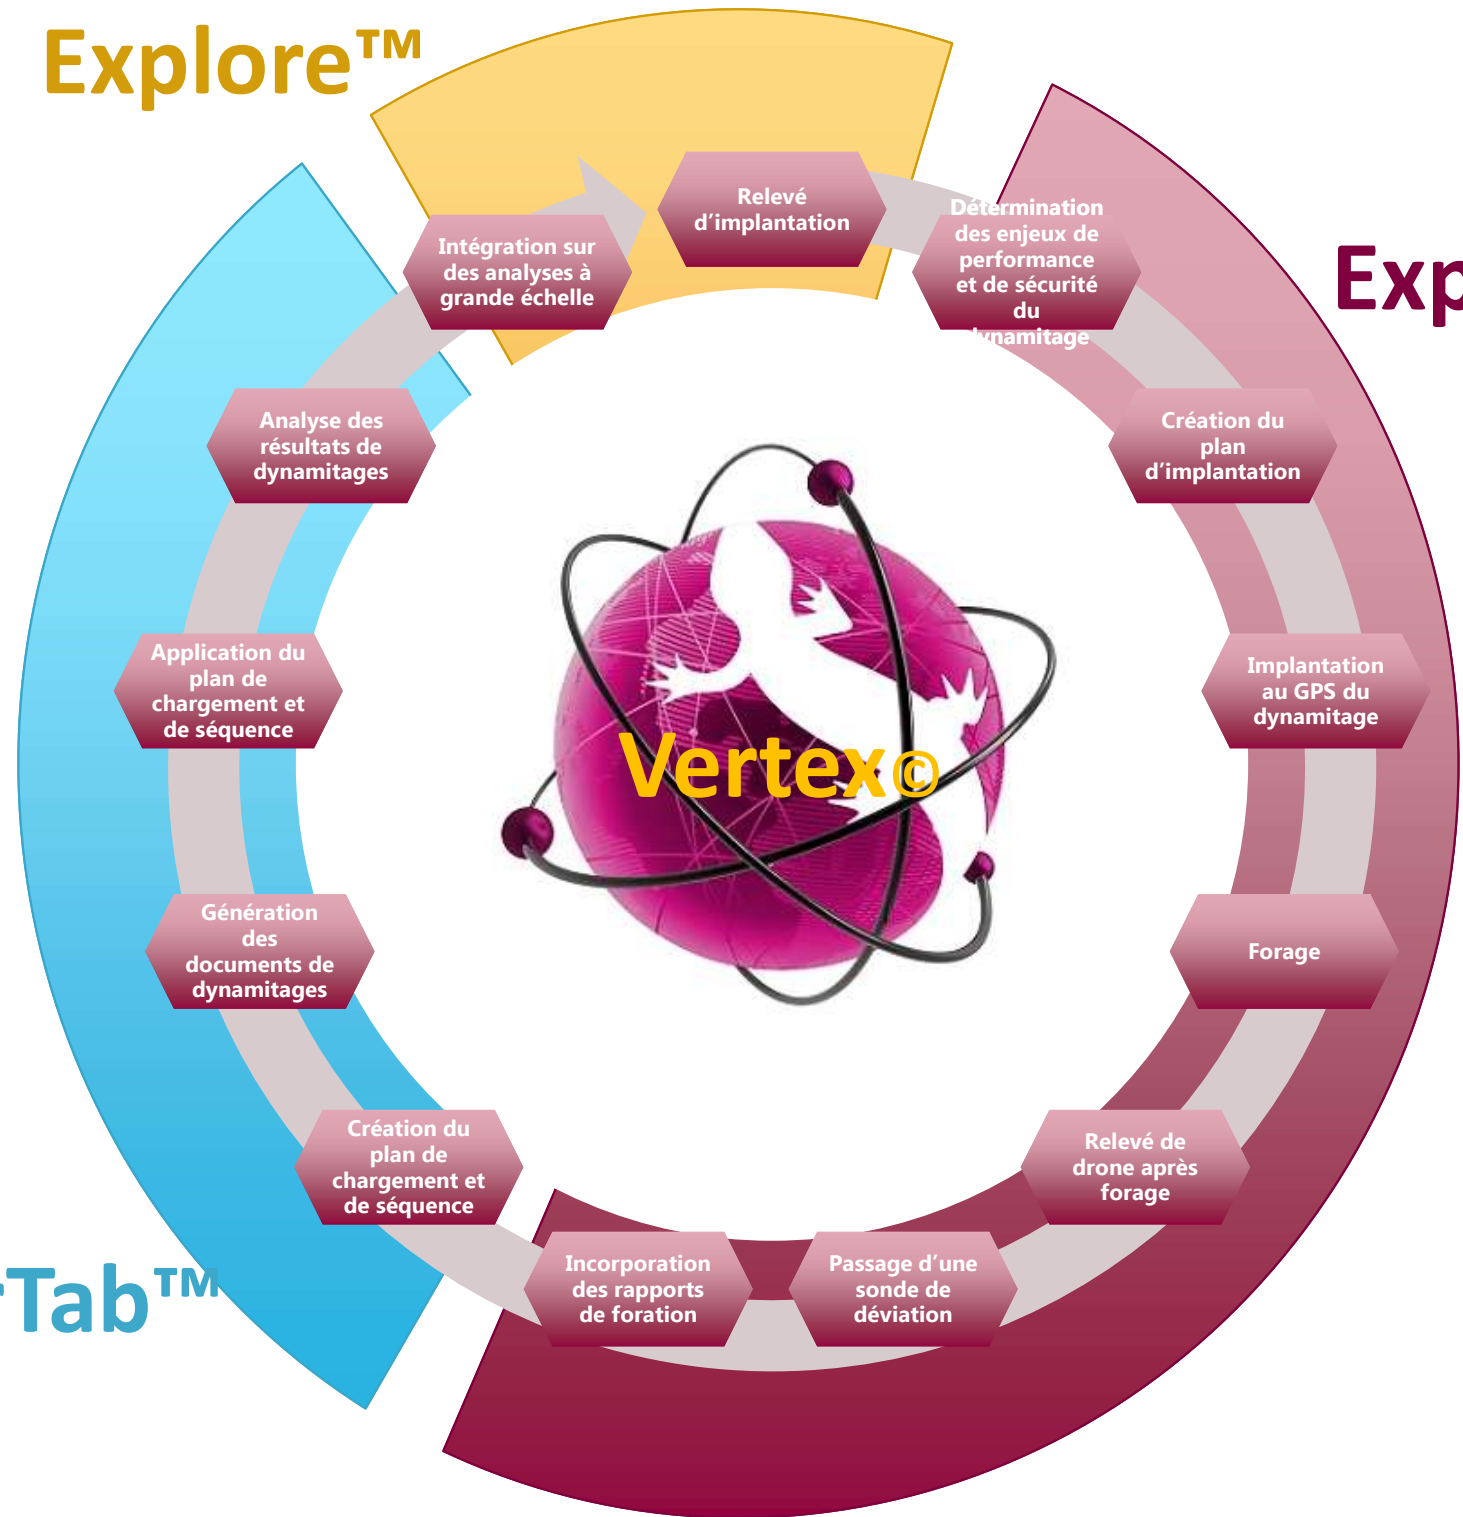 Explore™
Relevé
d’implantation
Détermination
des enjeux de
performance
et de sécurité
du
dynamitage
Exp
Création du
plan
d’implantation
Implantation
au GPS du
dynamitage
Forage
Relevé de
drone après
forage
Passage d’une
sonde de
déviation
Incorporation
des rapports
de foration
Création du
plan de
chargement et
de séquence
rTab™
Génération
des
documents de
dynamitages
Application du
plan de
chargement et
de séquence
Analyse des
résultats de
dynamitages
Intégration sur
des analyses à
grande échelle
Vertex©